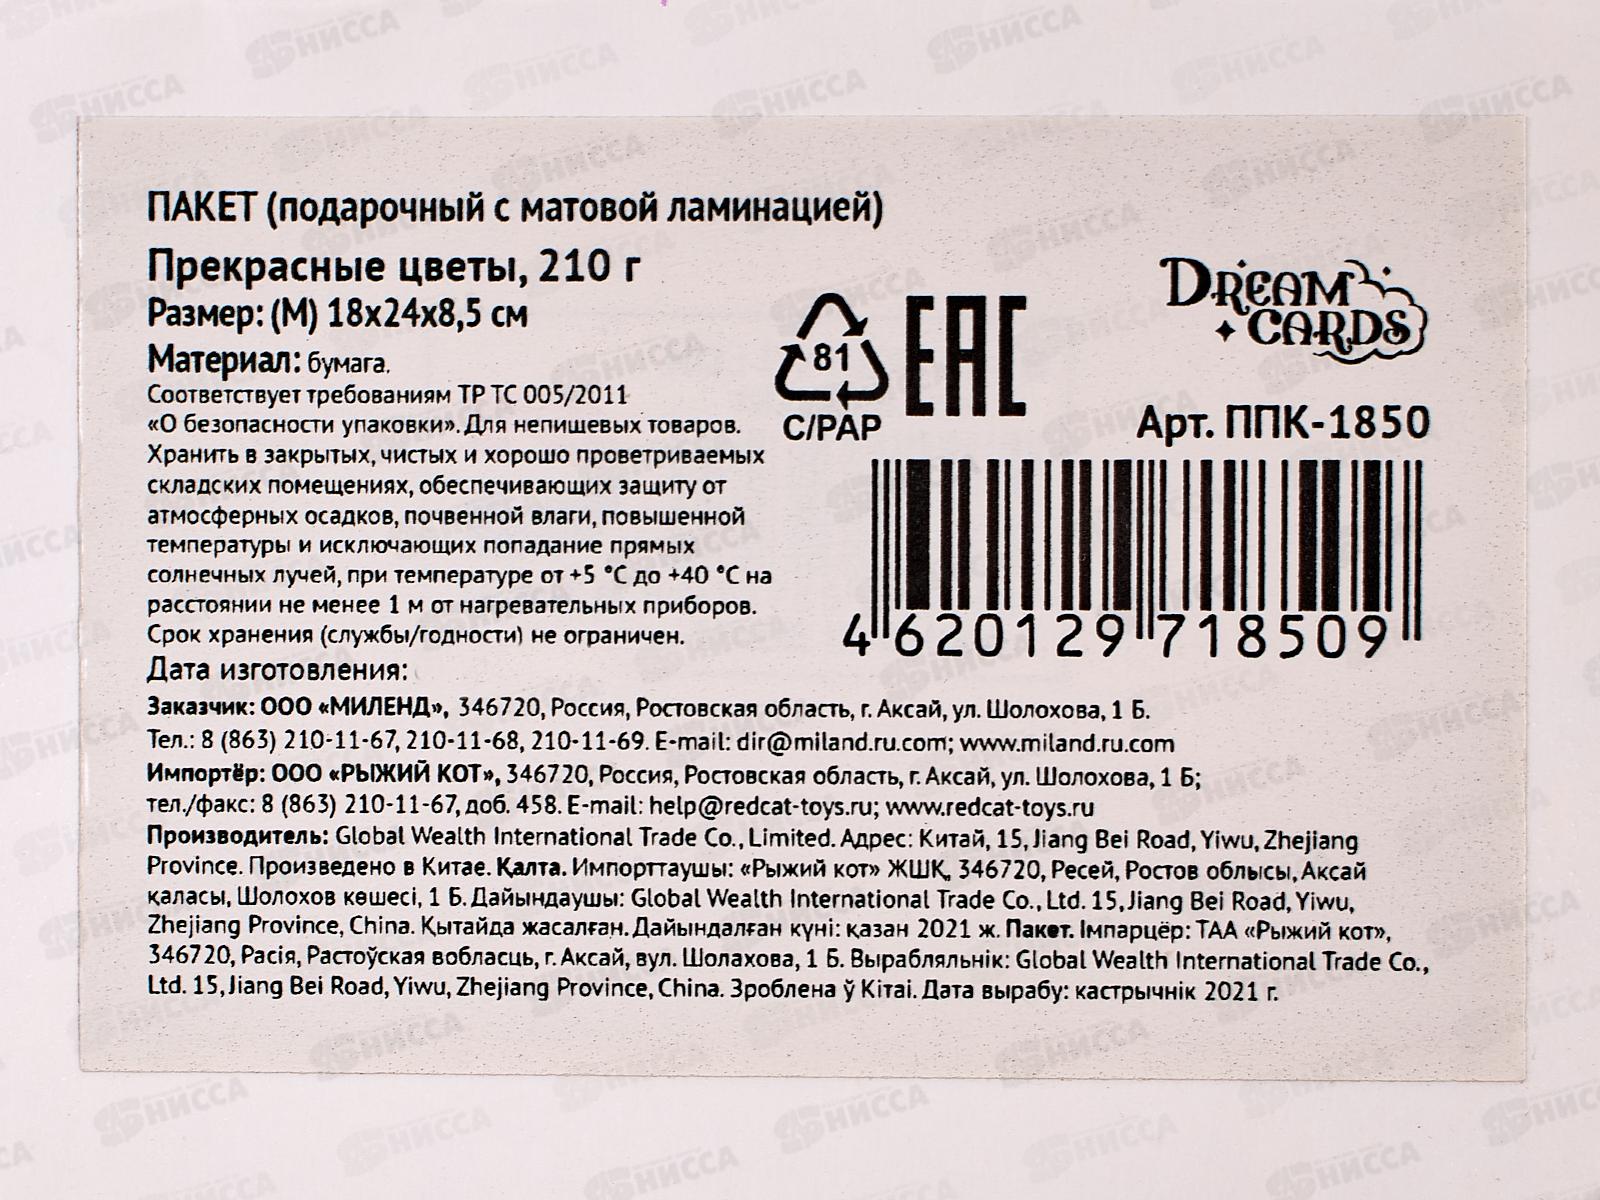 ПАКЕТ (подарочный с матовой ламинацией)
Прекрасные цветы, 210 г
Размер: (М) 18х24х8,5 см
Материал: бумага.
Соответствует требованиям ТР ТС 005/2011
«О безопасности упаковки». Для непишевых товаров.
Хранить в закрытых, чистых и хорошо проветриваемых
складских помещениях, обеспечивающих защиту от
атмосферных осадков, почвенной влаги, повышенной
температуры и исключающих попадание прямых
солнечных лучей, при температуре от +5 °С до +40 °С на
расстоянии не менее 1 м от нагревательных приборов.
Срок хранения (службы/годности) не ограничен.
Дата изготовления:
81
C/PAP
EAC
DREAM
CARDS
Арт. ППК-1850
4 620129 718509
Заказчик: ООО «МИЛЕНД», 346720, Россия, Ростовская область, г. Аксай, ул. Шолохова, 1 Б.
Тел.: 8 (863) 210-11-67, 210-11-68, 210-11-69. E-mail: dir@miland.ru.com; www.miland.ru.com
Импортёр: ООО «РЫЖИЙ КОТ», 346720, Россия, Ростовская область, г. Аксай, ул. Шолохова, 1 Б;
тел./факс: 8 (863) 210-11-67, доб. 458. E-mail: help@redcat-toys.ru; www.redcat-toys.ru
Производитель: Global Wealth International Trade Co., Limited. Адрес: Китай, 15, Jiang Bei Road, Yiwu, Zhejiang
Province. Произведено в Китае. Қалта. Импорттаушы: «Рыжий кот» ЖШҚ, 346720, Ресей, Ростов облысы, Аксай
қаласы, Шолохов көшесі, 1 Б. Дайындаушы: Global Wealth International Trade Co., Ltd. 15, Jiang Bei Road, Yiwu,
Zhejiang Province, China. Қытайда жасалған. Дайындалған күні: қазан 2021 ж. Пакет. Імпарцёр: ТАА «Рыжий кот»,
346720, Расія, Растоўская вобласць, г. Аксай, вул. Шолахова, 1 Б. Вырабляльнік: Global Wealth International Trade Co.,
Ltd. 15, Jiang Bei Road, Yiwu, Zhejiang Province, China. Зроблена ў Кітаі. Дата вырабу: кастрычнік 2021 г.
НИССА